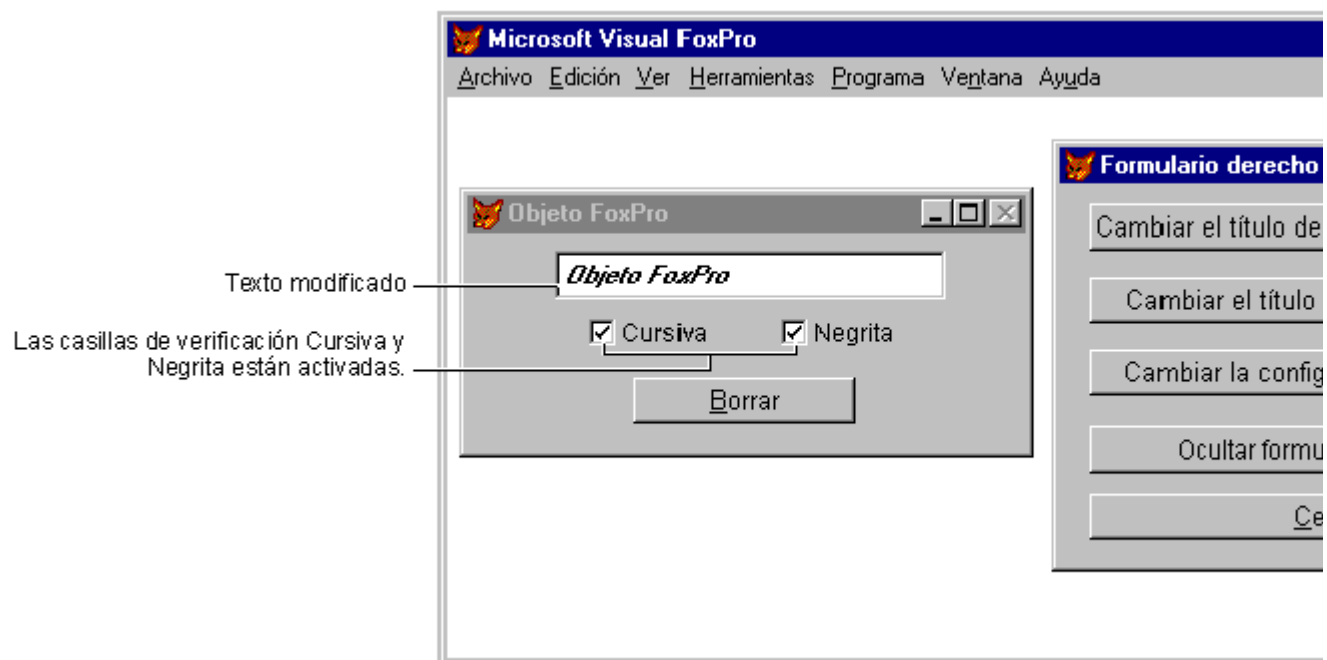 Microsoft Visual FoxPro
Archivo Edición Ver Herramientas Programa Ventana Ayuda
Formulario derecho
Objeto FoxPro
Cambiar el título de
Objeto FoxPro
Texto modificado
Cambiar el título
Cursiva Negrita
Las casillas de verificación Cursiva y
Negrita están activadas.
Cambiar la config
Borrar
Ocultar formu
Ce